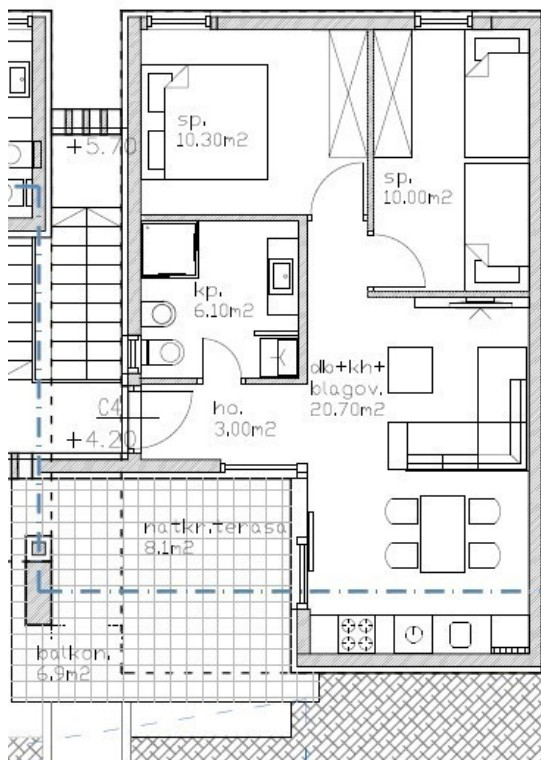 +5.70
sp.
10.30m2
sp.
10.00m2
kp.
6.10m2
db+kh+
blagov.
20.70m2
C4
ho.
3.00m2
+4.20
natkr.terasa
8.1m2
balkon.
6.9m2